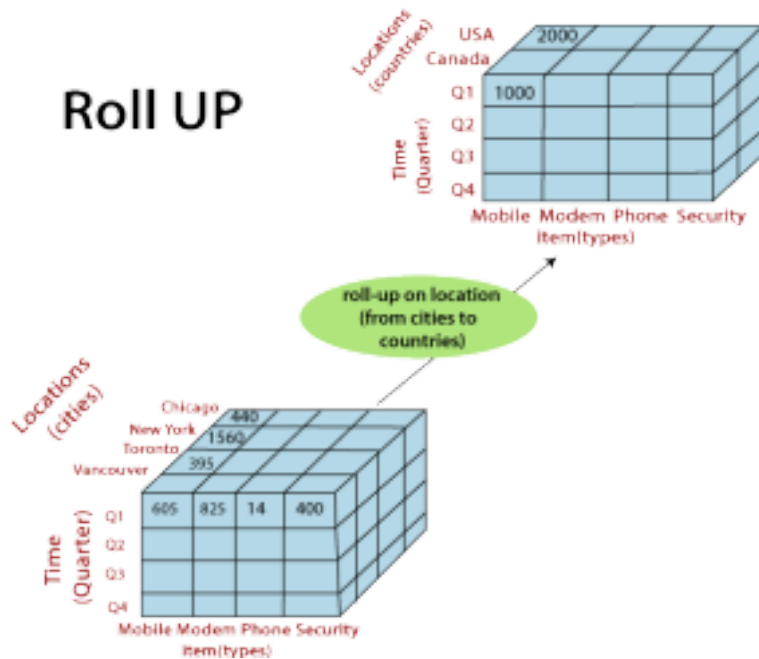 Roll UP
Locations
(countries)
USA
Canada
2000
Time
(Quarter)
Q1
Q2
Q3
Q4
1000
Mobile Modem Phone Security
item(types)
roll-up on location
(from cities to
countries)
Locations
(cities)
Chicago
New York
Toronto
Vancouver
440
1560
395
Time
(Quarter)
Q1
Q2
Q3
Q4
605 825 14 400
Mobile Modem Phone Security
item(types)